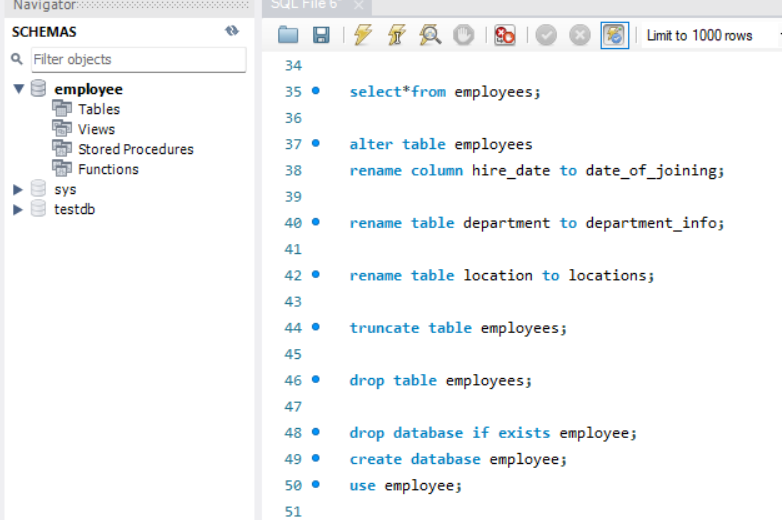 Navigator
SCHEMAS
Filter objects
employee
Tables
Views
Stored Procedures
Functions
sys
testdb
SQL File 6
Limit to 1000 rows
34
35 select*from employees;
36
37 alter table employees
38 rename column hire_date to date_of_joining;
39
40 rename table department to department_info;
41
42 rename table location to locations;
43
44 truncate table employees;
45
46 drop table employees;
47
48 drop database if exists employee;
49 create database employee;
50 use employee;
51